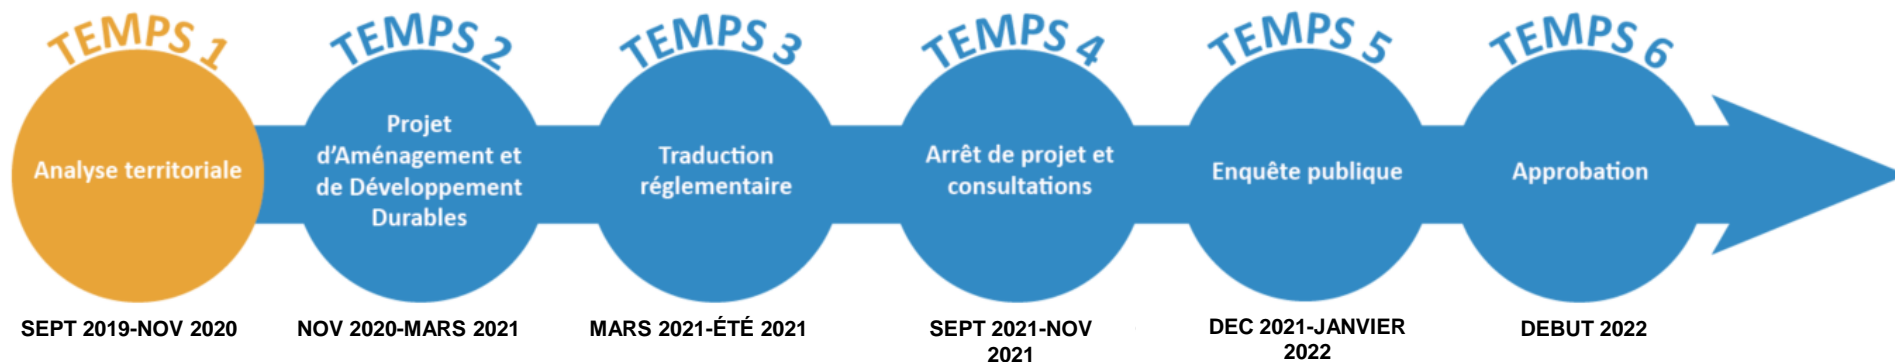 TEMPS 1
Analyse territoriale
SEPT 2019-NOV 2020
TEMPS 2
Projet
d'Aménagement et
de Développement
Durables
NOV 2020-MARS 2021
TEMPS 3
Traduction
réglementaire
MARS 2021-ÉTÉ 2021
TEMPS 4
Arrêt de projet et
consultations
SEPT 2021-NOV
2021
TEMPS 5
Enquête publique
DEC 2021-JANVIER
2022
TEMPS 6
Approbation
DEBUT 2022